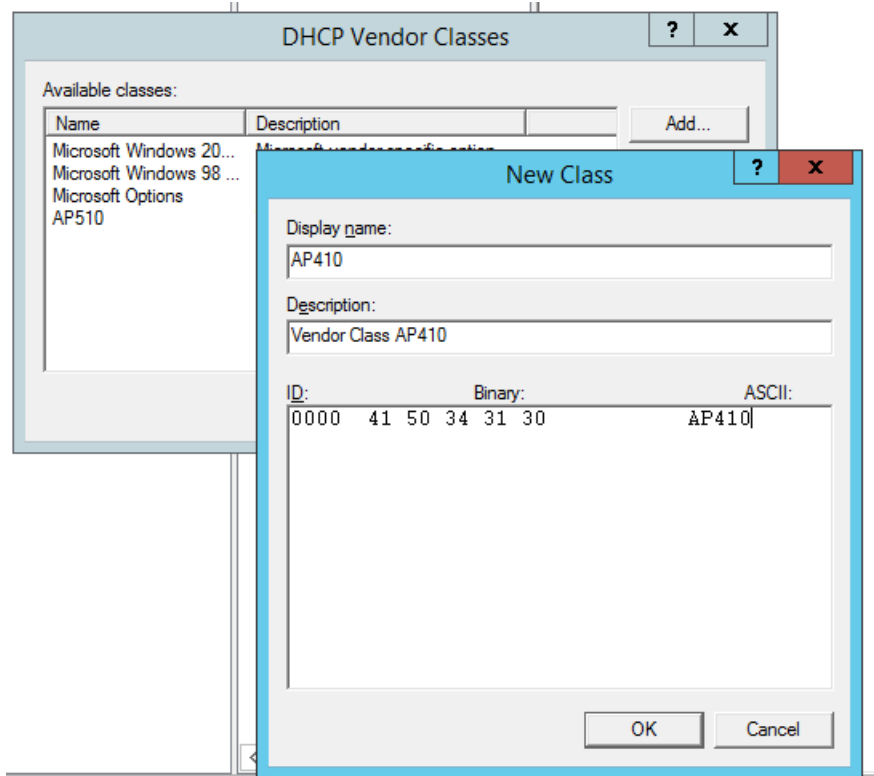 DHCP Vendor Classes
? x
Available classes:
Name Description
Add...
Microsoft Windows 20...
Microsoft Windows 98 ...
Microsoft Options
AP510
New Class
? x
Display name:
AP410
Description:
Vendor Class AP410
ID: Binary: ASCII:
0000 41 50 34 31 30 AP410
OK Cancel